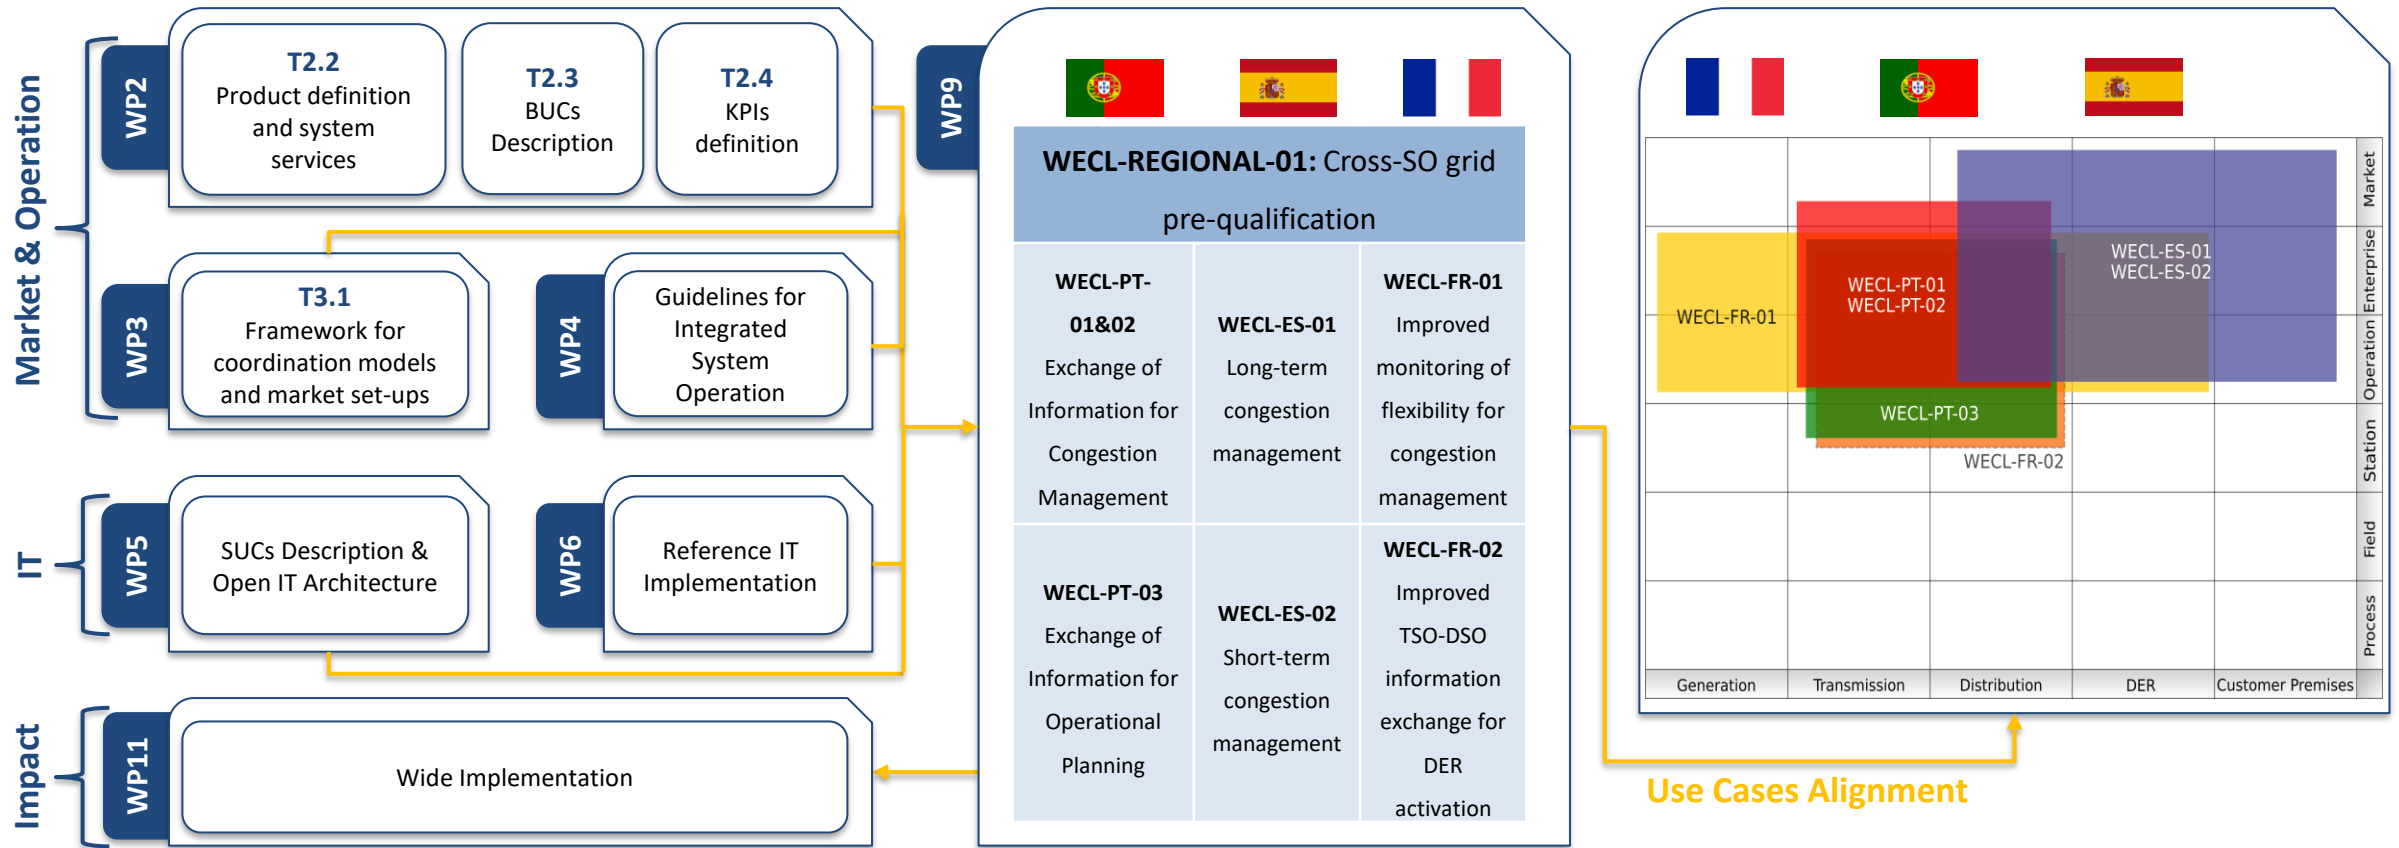 Market & Operation
WP2
T2.2
Product definition
and system
services
T2.3
BUCs
Description
T2.4
KPIs
definition
WP3
T3.1
Framework for
coordination models
and market set-ups
WP4
Guidelines for
Integrated
System
Operation
IT
WP5
SUCs Description &
Open IT Architecture
WP6
Reference IT
Implementation
Impact
WP11
Wide Implementation
WP9
WECL-REGIONAL-01: Cross-SO grid
pre-qualification
WECL-PT-
01&02
Exchange of
Information for
Congestion
Management
WECL-ES-01
Long-term
congestion
management
WECL-FR-01
Improved
monitoring of
flexibility for
congestion
management
WECL-PT-03
Exchange of
Information for
Operational
Planning
WECL-ES-02
Short-term
congestion
management
WECL-FR-02
Improved
TSO-DSO
information
exchange for
DER
activation
WECL-FR-01
WECL-PT-01
WECL-PT-02
WECL-ES-01
WECL-ES-02
WECL-PT-03
WECL-FR-02
Market
Enterprise
Operation
Station
Field
Process
Generation
Transmission
Distribution
DER
Customer Premises
Use Cases Alignment